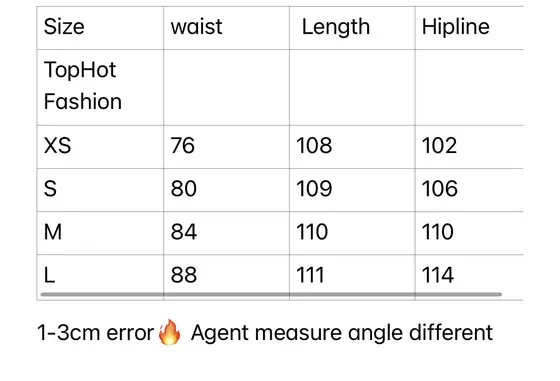 Size waist Length Hipline
TopHot
Fashion
XS 76 108 102
S 80 109 106
M 84 110 110
L 88 111 114
1-3cm error🔥 Agent measure angle different